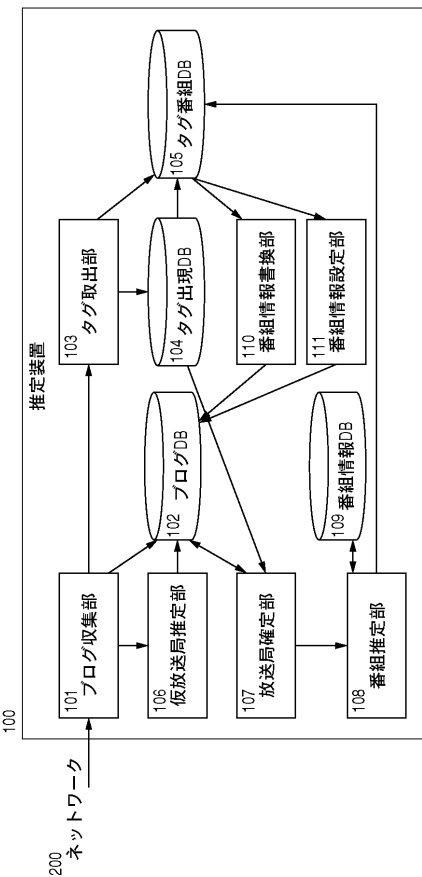 100
推定装置
200
ネットワーク
101
ブログ収集部
103
タグ取出部
106
仮放送局推定部
102 ブログDB
104 タグ出現DB
105 タグ番組DB
107
放送局確定部
110
番組情報書換部
108
番組推定部
109 番組情報DB
111
番組情報設定部